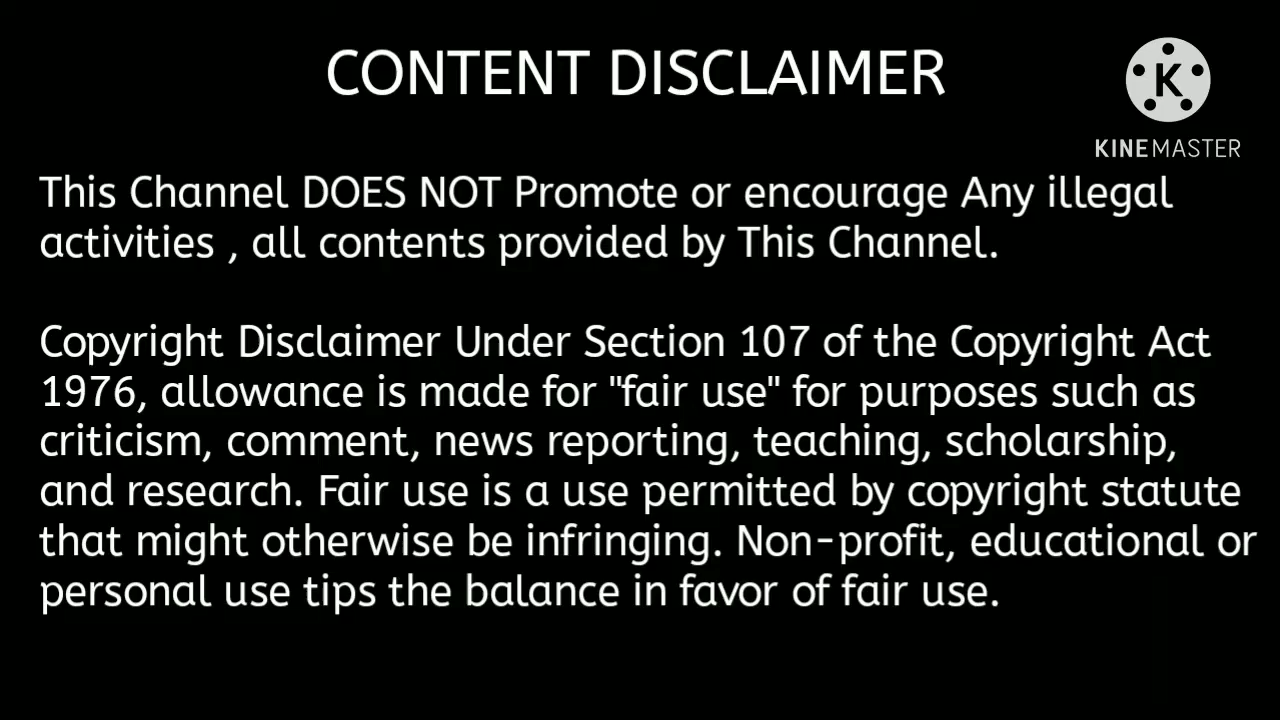 CONTENT DISCLAIMER
K
KINEMASTER
This Channel DOES NOT Promote or encourage Any illegal
activities , all contents provided by This Channel.
Copyright Disclaimer Under Section 107 of the Copyright Act
1976, allowance is made for "fair use" for purposes such as
criticism, comment, news reporting, teaching, scholarship,
and research. Fair use is a use permitted by copyright statute
that might otherwise be infringing. Non-profit, educational or
personal use tips the balance in favor of fair use.